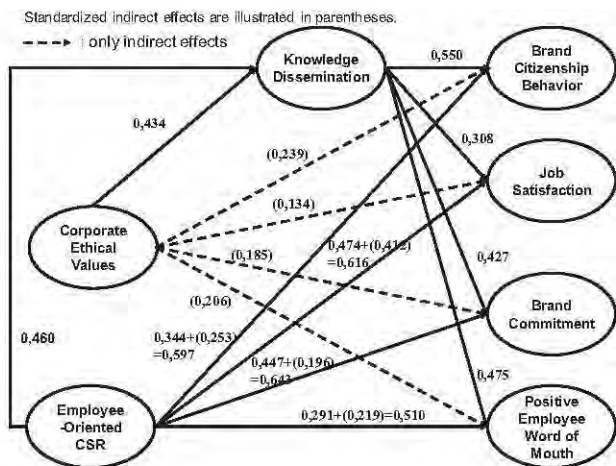 Standardized indirect effects are illustrated in parentheses.
only indirect effects
Knowledge
Dissemination
0,550
Brand
Citizenship
Behavior
0,434
(0,239)
0,308
Job
Satisfaction
(0,134)
Corporate
Ethical
Values
0,474+(0,412)
=0,616
(0,185)
0,427
(0,206)
Brand
Commitment
0,460
0,344+(0,253)
=0,597
0,447+(0,196)
=0,643
0,475
Employee
-Oriented
CSR
0,291+(0,219)=0,510
Positive
Employee
Word of
Mouth